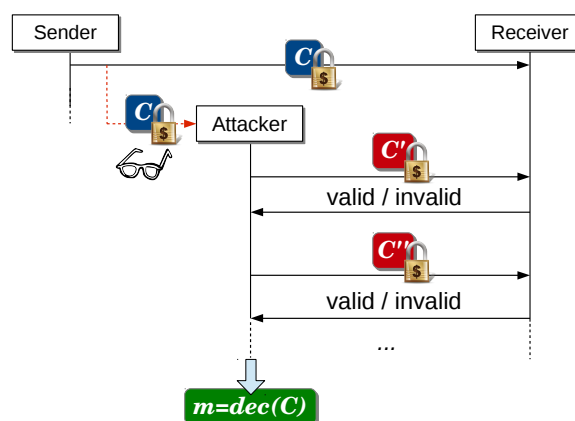 Sender
Receiver
C
$
C
$
Attacker
C'
$
valid / invalid
C''
$
valid / invalid
...
m=dec(C)